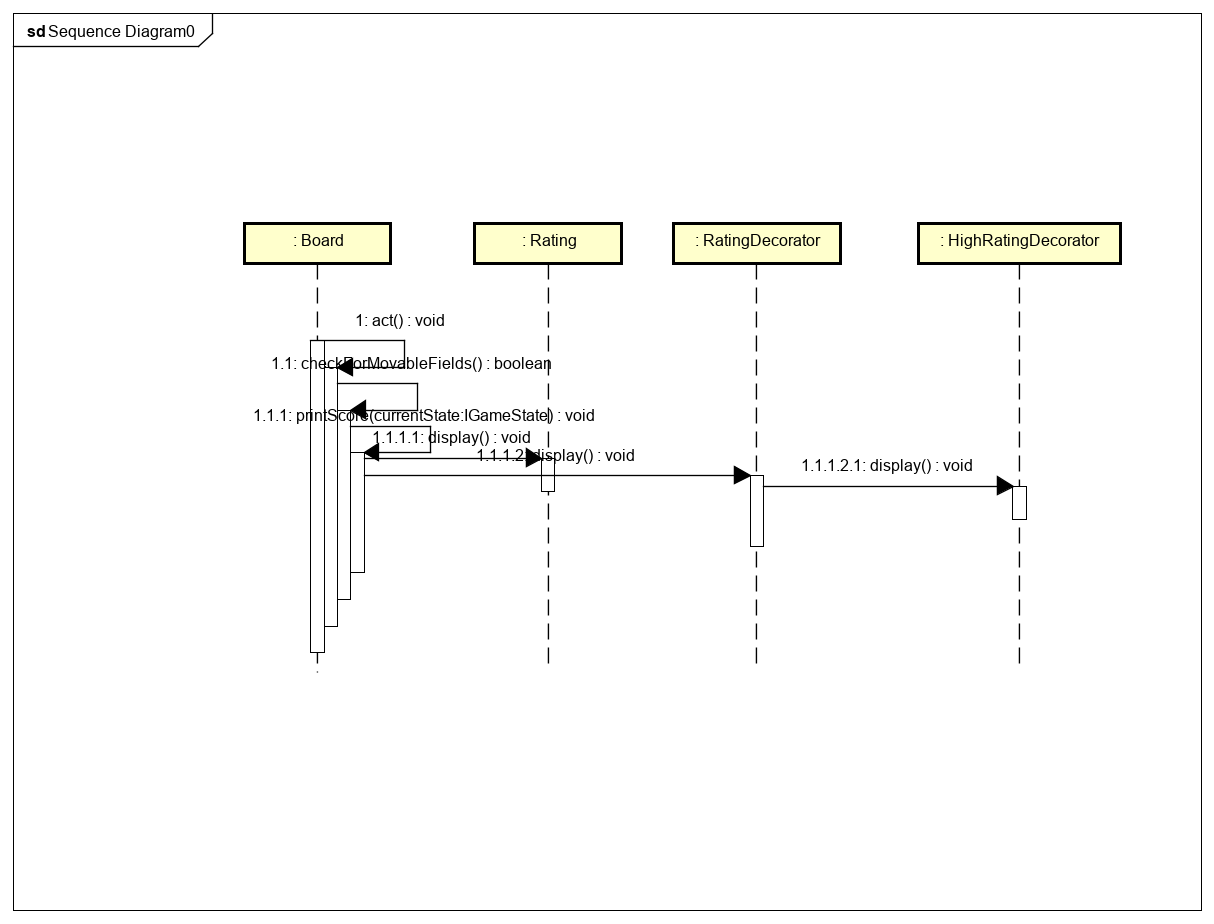 sd Sequence Diagram0
: Board
: Rating
: RatingDecorator
: HighRatingDecorator
1: act() : void
1.1: checkForMovableFields() : boolean
1.1.1: printScore(currentState:IGameState) : void
1.1.1.1: display() : void
1.1.1.2: display() : void
1.1.1.2.1: display() : void